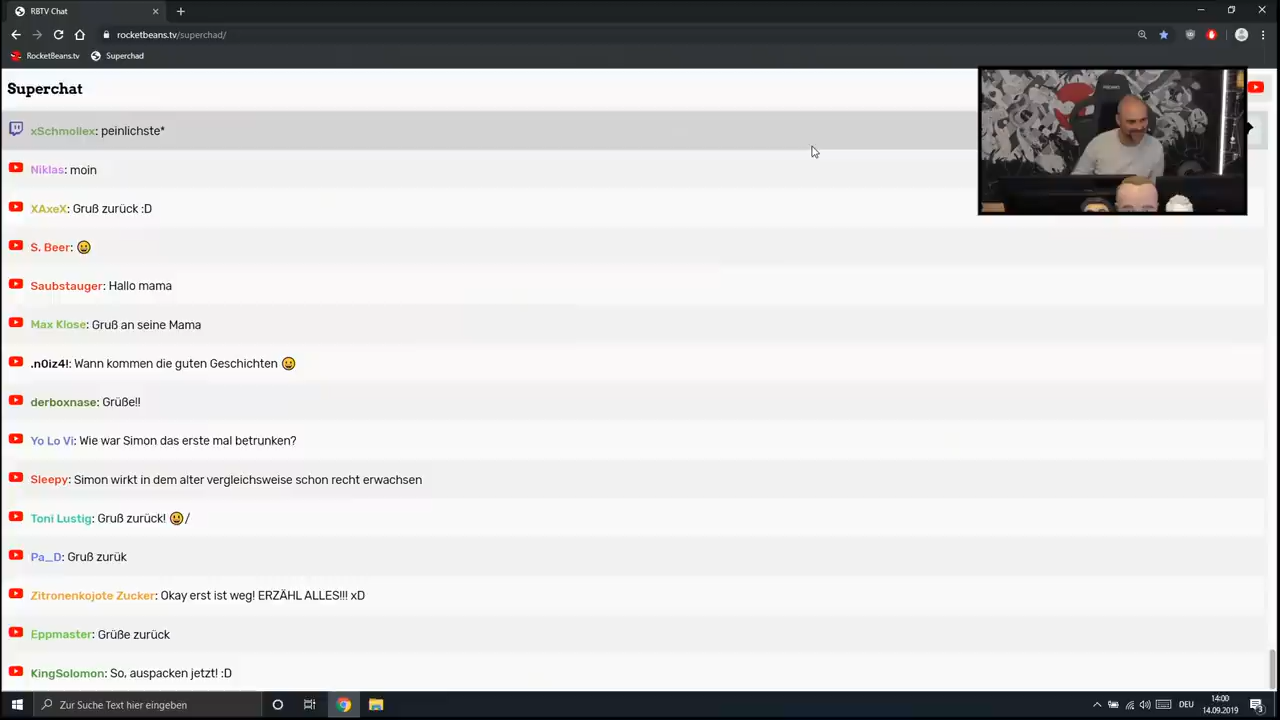 RBTV Chat
rocketbeans.tv/superchad/
RocketBeans.tv
Superchad
Superchat
xSchmollex: peinlichste*
Niklas: moin
XAxeX: Gruß zurück :D
S. Beer: 😀
Saubstauger: Hallo mama
Max Klose: Gruß an seine Mama
.n0iz4!: Wann kommen die guten Geschichten 😀
derboxnase: Grüße!!
Yo Lo Vi: Wie war Simon das erste mal betrunken?
Sleepy: Simon wirkt in dem alter vergleichsweise schon recht erwachsen
Toni Lustig: Gruß zurück! 😀/
Pa_D: Gruß zurük
Zitronenkojote Zucker: Okay erst ist weg! ERZÄHL ALLES!!! xD
Eppmaster: Grüße zurück
KingSolomon: So, auspacken jetzt! :D
Zur Suche Text hier eingeben
DEU
14:00
14.09.2019
3